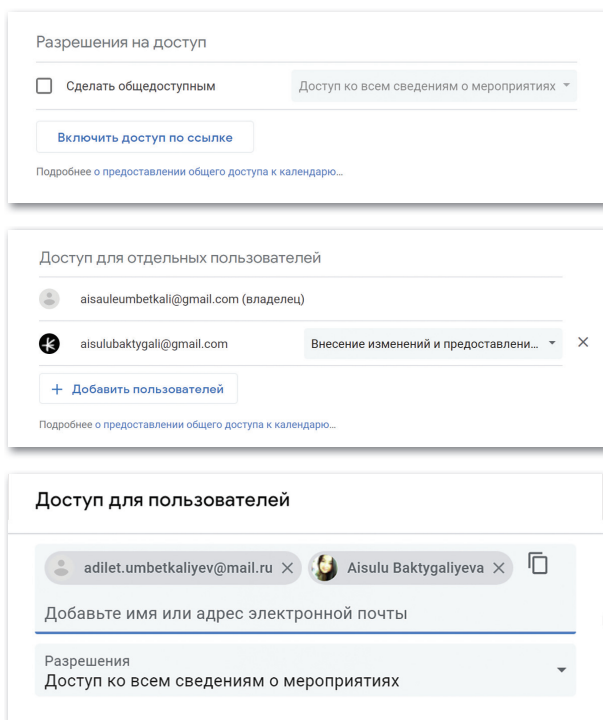 Разрешения на доступ
Сделать общедоступным
Доступ ко всем сведениям о мероприятиях
Включить доступ по ссылке
Подробнее о предоставлении общего доступа к календарю...
Доступ для отдельных пользователей
aisauleumbetkali@gmail.com (владелец)
aisulubaktygali@gmail.com
Внесение изменений и предоставлени...
+ Добавить пользователей
Подробнее о предоставлении общего доступа к календарю...
Доступ для пользователей
adilet.umbetkaliyev@mail.ru
Aisulu Baktygaliyeva
Добавьте имя или адрес электронной почты
Разрешения
Доступ ко всем сведениям о мероприятиях